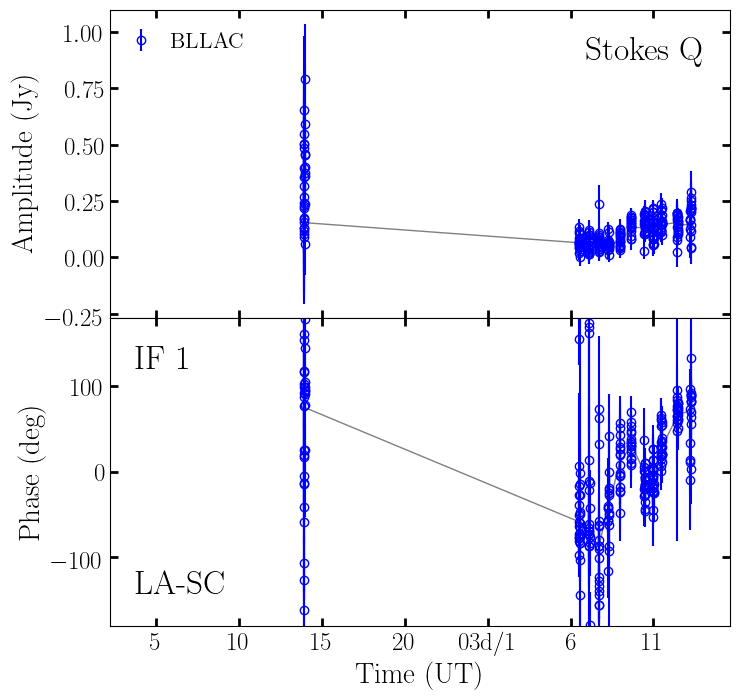 1.00
BLLAC
Stokes Q
0.75
0.50
0.25
0.00
−0.25
Amplitude (Jy)
IF 1
100
0
−100
Phase (deg)
LA-SC
5 10 15 20 03d/1 6 11
Time (UT)